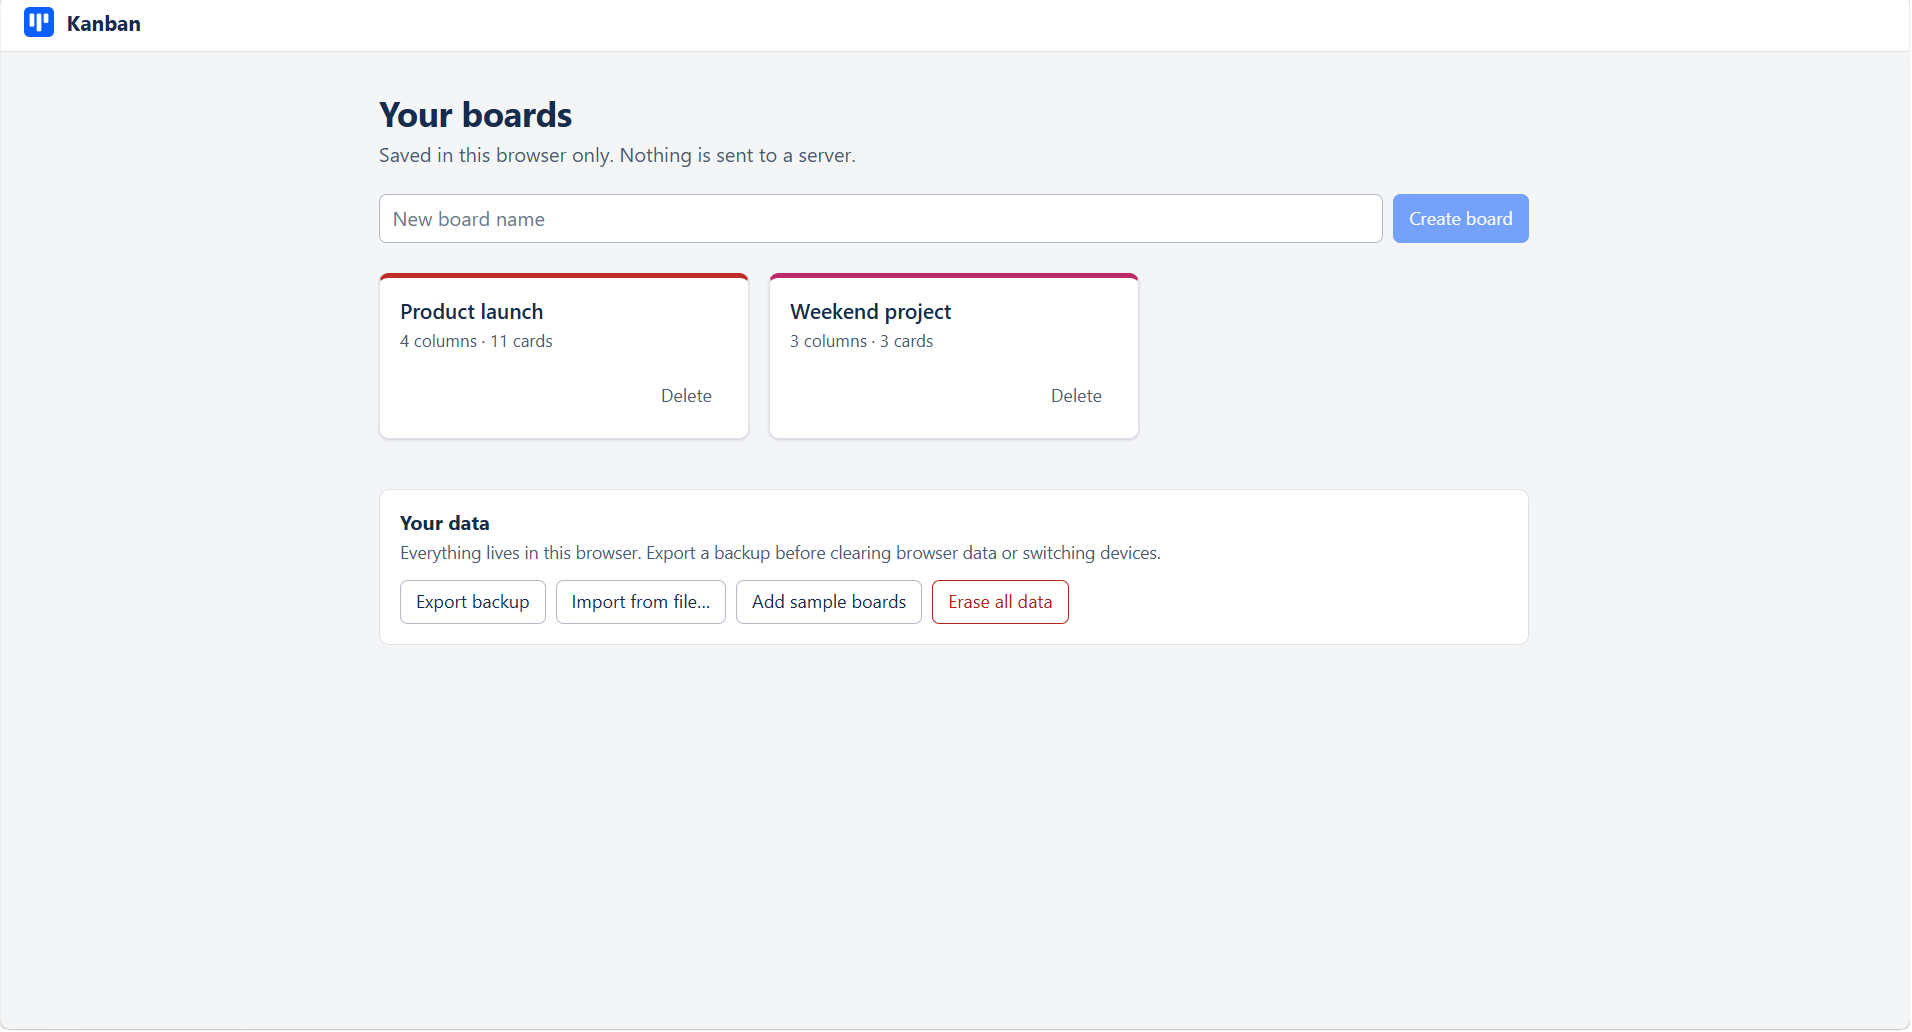 Kanban
Your boards
Saved in this browser only. Nothing is sent to a server.
New board name
Create board
Product launch
4 columns · 11 cards
Delete
Weekend project
3 columns · 3 cards
Delete
Your data
Everything lives in this browser. Export a backup before clearing browser data or switching devices.
Export backup
Import from file...
Add sample boards
Erase all data